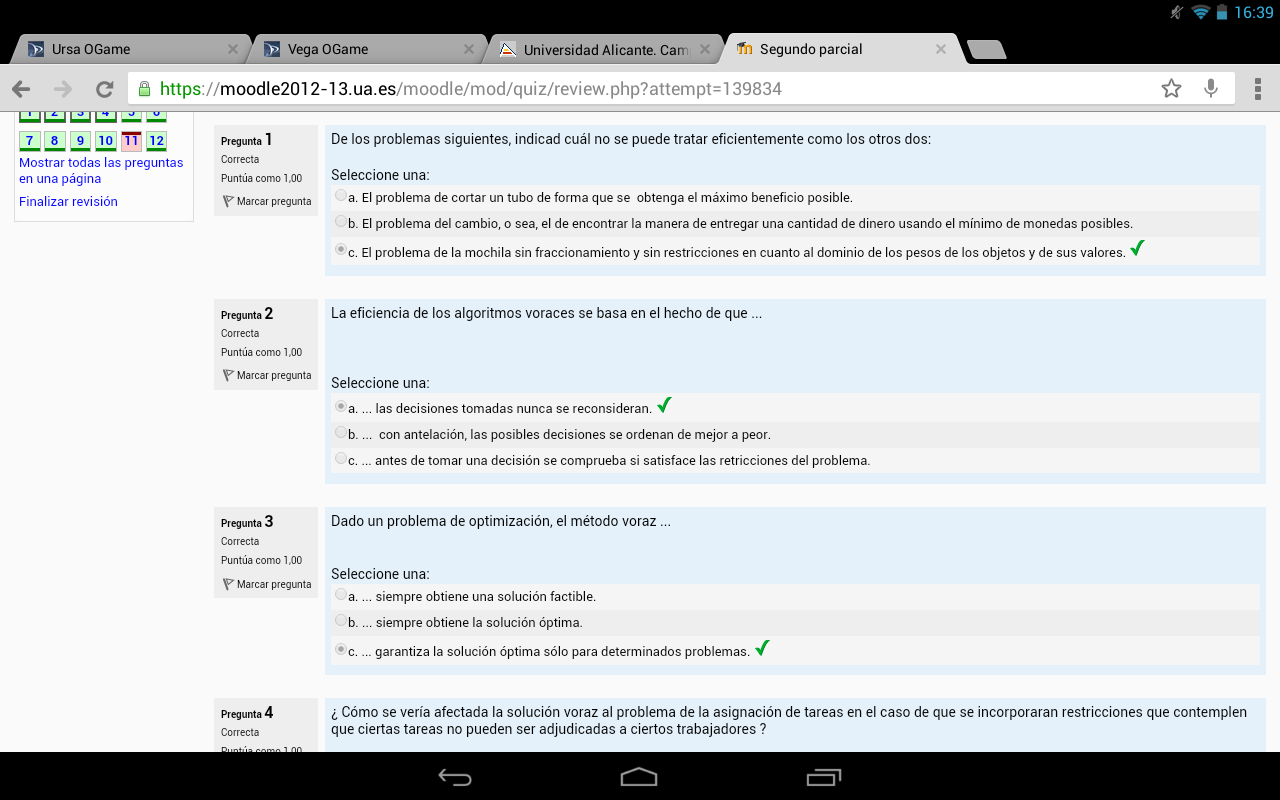 16:39
Ursa OGame
Vega OGame
Universidad Alicante. Cam
Segundo parcial
https://moodle2012-13.ua.es/moodle/mod/quiz/review.php?attempt=139834
1 2 3 4 5 6
7 8 9 10 11 12
Mostrar todas las preguntas
en una página
Finalizar revisión
Pregunta 1
Correcta
Puntúa como 1,00
Marcar pregunta
De los problemas siguientes, indicad cuál no se puede tratar eficientemente como los otros dos:
Seleccione una:
a. El problema de cortar un tubo de forma que se obtenga el máximo beneficio posible.
b. El problema del cambio, o sea, el de encontrar la manera de entregar una cantidad de dinero usando el mínimo de monedas posibles.
c. El problema de la mochila sin fraccionamiento y sin restricciones en cuanto al dominio de los pesos de los objetos y de sus valores.
Pregunta 2
Correcta
Puntúa como 1,00
Marcar pregunta
La eficiencia de los algoritmos voraces se basa en el hecho de que ...
Seleccione una:
a. ... las decisiones tomadas nunca se reconsideran.
b. ... con antelación, las posibles decisiones se ordenan de mejor a peor.
c. ... antes de tomar una decisión se comprueba si satisface las retricciones del problema.
Pregunta 3
Correcta
Puntúa como 1,00
Marcar pregunta
Dado un problema de optimización, el método voraz ...
Seleccione una:
a. ... siempre obtiene una solución factible.
b. ... siempre obtiene la solución óptima.
c. ... garantiza la solución óptima sólo para determinados problemas.
Pregunta 4
Correcta
Puntúa como 1,00
¿ Cómo se vería afectada la solución voraz al problema de la asignación de tareas en el caso de que se incorporaran restricciones que contemplen
que ciertas tareas no pueden ser adjudicadas a ciertos trabajadores ?